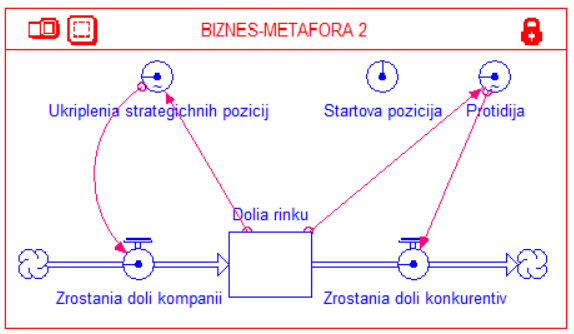 BIZNES-METAFORA 2
Ukriplenia strategichnih pozicij
Startova pozicija
Protidija
Dolia rinku
Zrostania doli kompanii
Zrostania doli konkurentiv